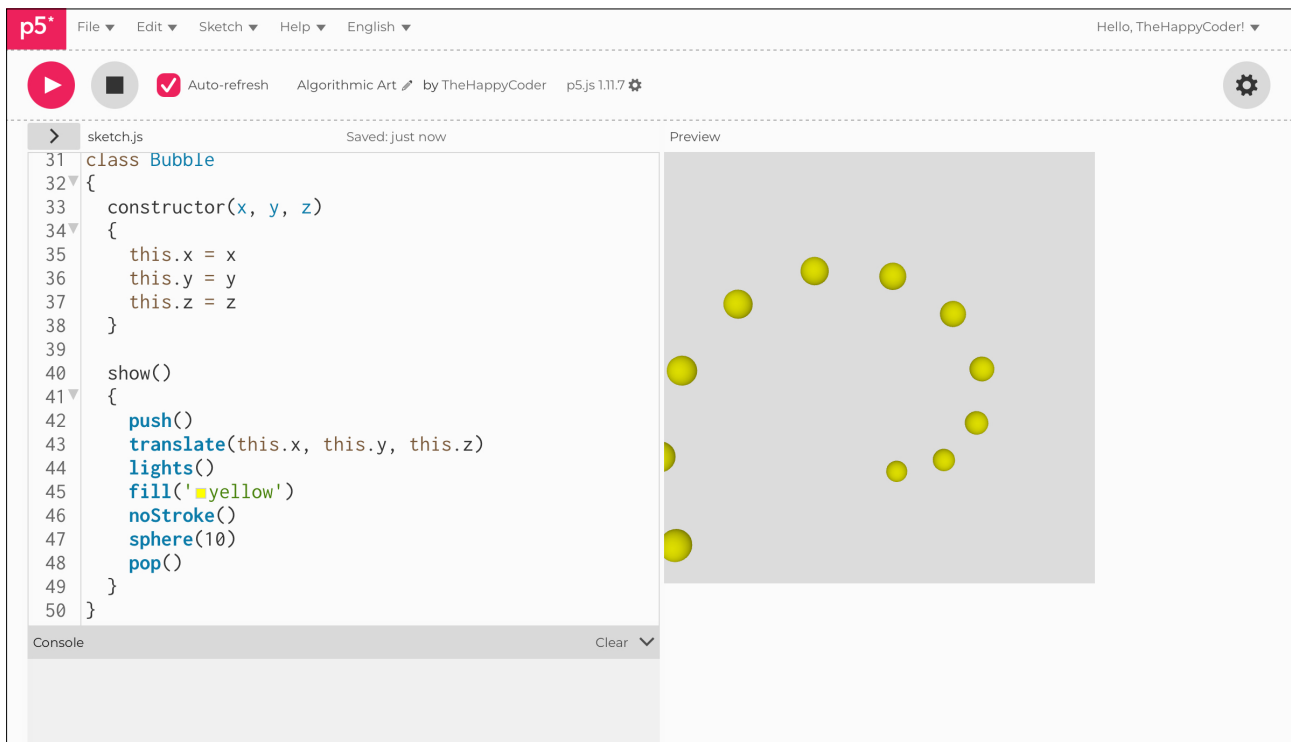 p5* File Edit Sketch Help English Hello, TheHappyCoder!
Auto-refresh Algorithmic Art by TheHappyCoder p5.js 1.11.7
> sketch.js Saved: just now Preview
31 class Bubble
32 {
33 constructor(x, y, z)
34 {
35 this.x = x
36 this.y = y
37 this.z = z
38 }
39
40 show()
41 {
42 push()
43 translate(this.x, this.y, this.z)
44 lights()
45 fill('yellow')
46 noStroke()
47 sphere(10)
48 pop()
49 }
50 }
Console Clear